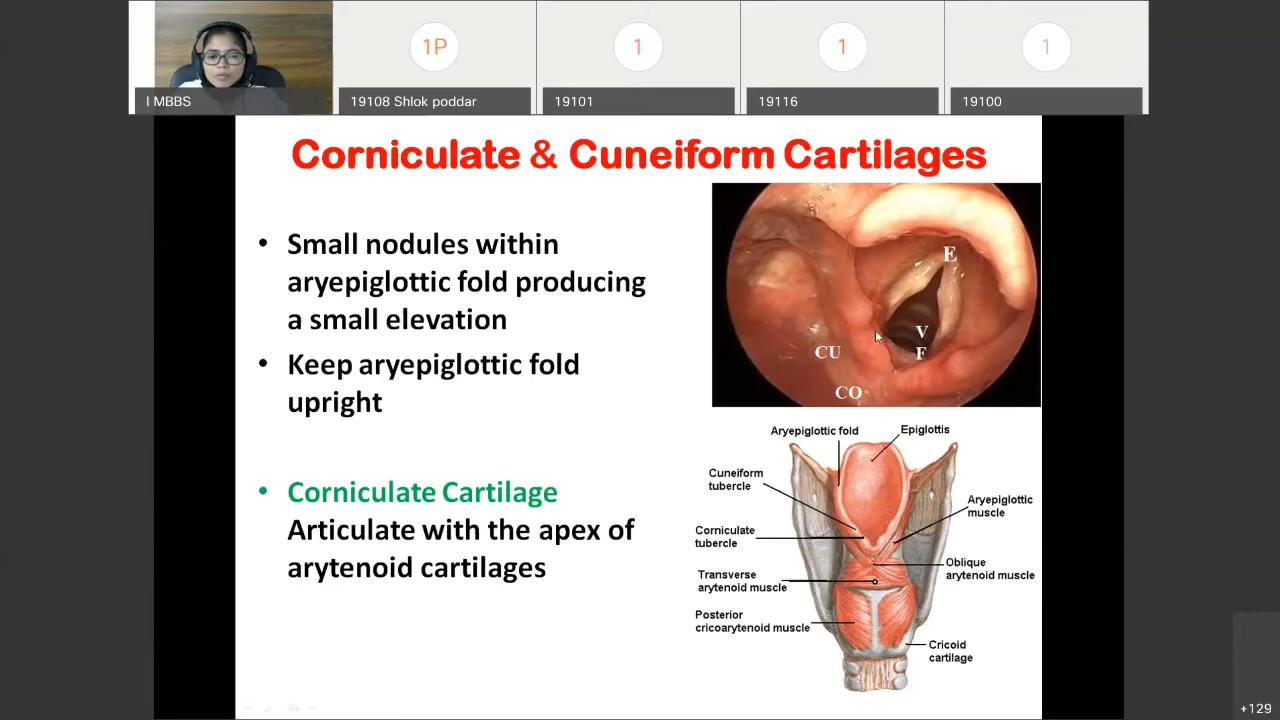 1P
1
1
1
I MBBS
19108 Shlok poddar
19101
19116
19100
Corniculate & Cuneiform Cartilages
• Small nodules within
aryepiglottic fold producing
a small elevation
• Keep aryepiglottic fold
upright
• Corniculate Cartilage
Articulate with the apex of
arytenoid cartilages
E
V
F
CU
CO
Aryepiglottic fold
Epiglottis
Cuneiform
tubercle
Aryepiglottic
muscle
Corniculate
tubercle
Oblique
arytenoid muscle
Transverse
arytenoid muscle
Posterior
cricoarytenoid muscle
Cricoid
cartilage
+129